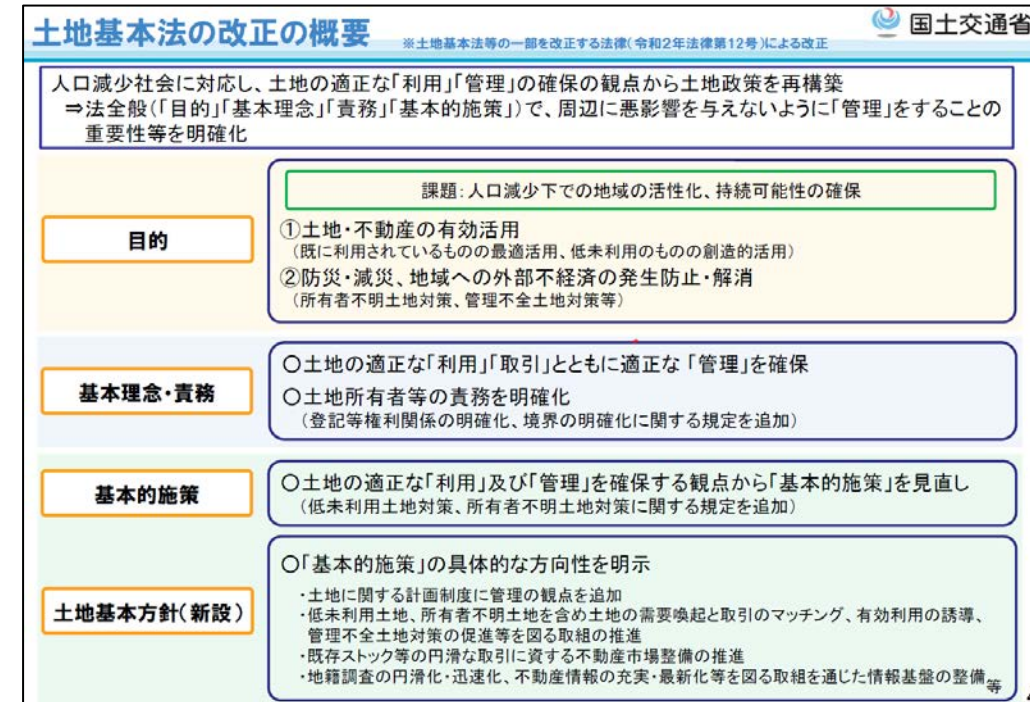 土地基本法の改正の概要 ※土地基本法等の一部を改正する法律(令和2年法律第12号)による改正
国土交通省
人口減少社会に対応し、土地の適正な「利用」「管理」の確保の観点から土地政策を再構築
⇒法全般(「目的」「基本理念」「責務」「基本的施策」)で、周辺に悪影響を与えないように「管理」をすることの
重要性等を明確化
目的
課題:人口減少下での地域の活性化、持続可能性の確保
①土地・不動産の有効活用
(既に利用されているものの最適活用、低未利用のものの創造的活用)
②防災・減災、地域への外部不経済の発生防止・解消
(所有者不明土地対策、管理不全土地対策等)
基本理念・責務
〇土地の適正な「利用」「取引」とともに適正な「管理」を確保
〇土地所有者等の責務を明確化
(登記等権利関係の明確化、境界の明確化に関する規定を追加)
基本的施策
〇土地の適正な「利用」及び「管理」を確保する観点から「基本的施策」を見直し
(低未利用土地対策、所有者不明土地対策に関する規定を追加)
土地基本方針(新設)
〇「基本的施策」の具体的な方向性を明示
・土地に関する計画制度に管理の観点を追加
・低未利用土地、所有者不明土地を含め土地の需要喚起と取引のマッチング、有効利用の誘導、
管理不全土地対策の促進等を図る取組の推進
・既存ストック等の円滑な取引に資する不動産市場整備の推進
・地籍調査の円滑化・迅速化、不動産情報の充実・最新化等を図る取組を通じた情報基盤の整備 等